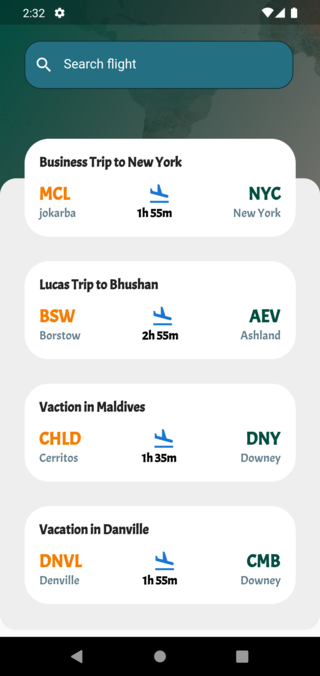 2:32
Search flight
Business Trip to New York
MCL NYC
jokarba 1h 55m New York
Lucas Trip to Bhushan
BSW AEV
Borstow 2h 55m Ashland
Vaction in Maldives
CHLD DNY
Cerritos 1h 35m Downey
Vacation in Danville
DNVL CMB
Denville 1h 55m Downey